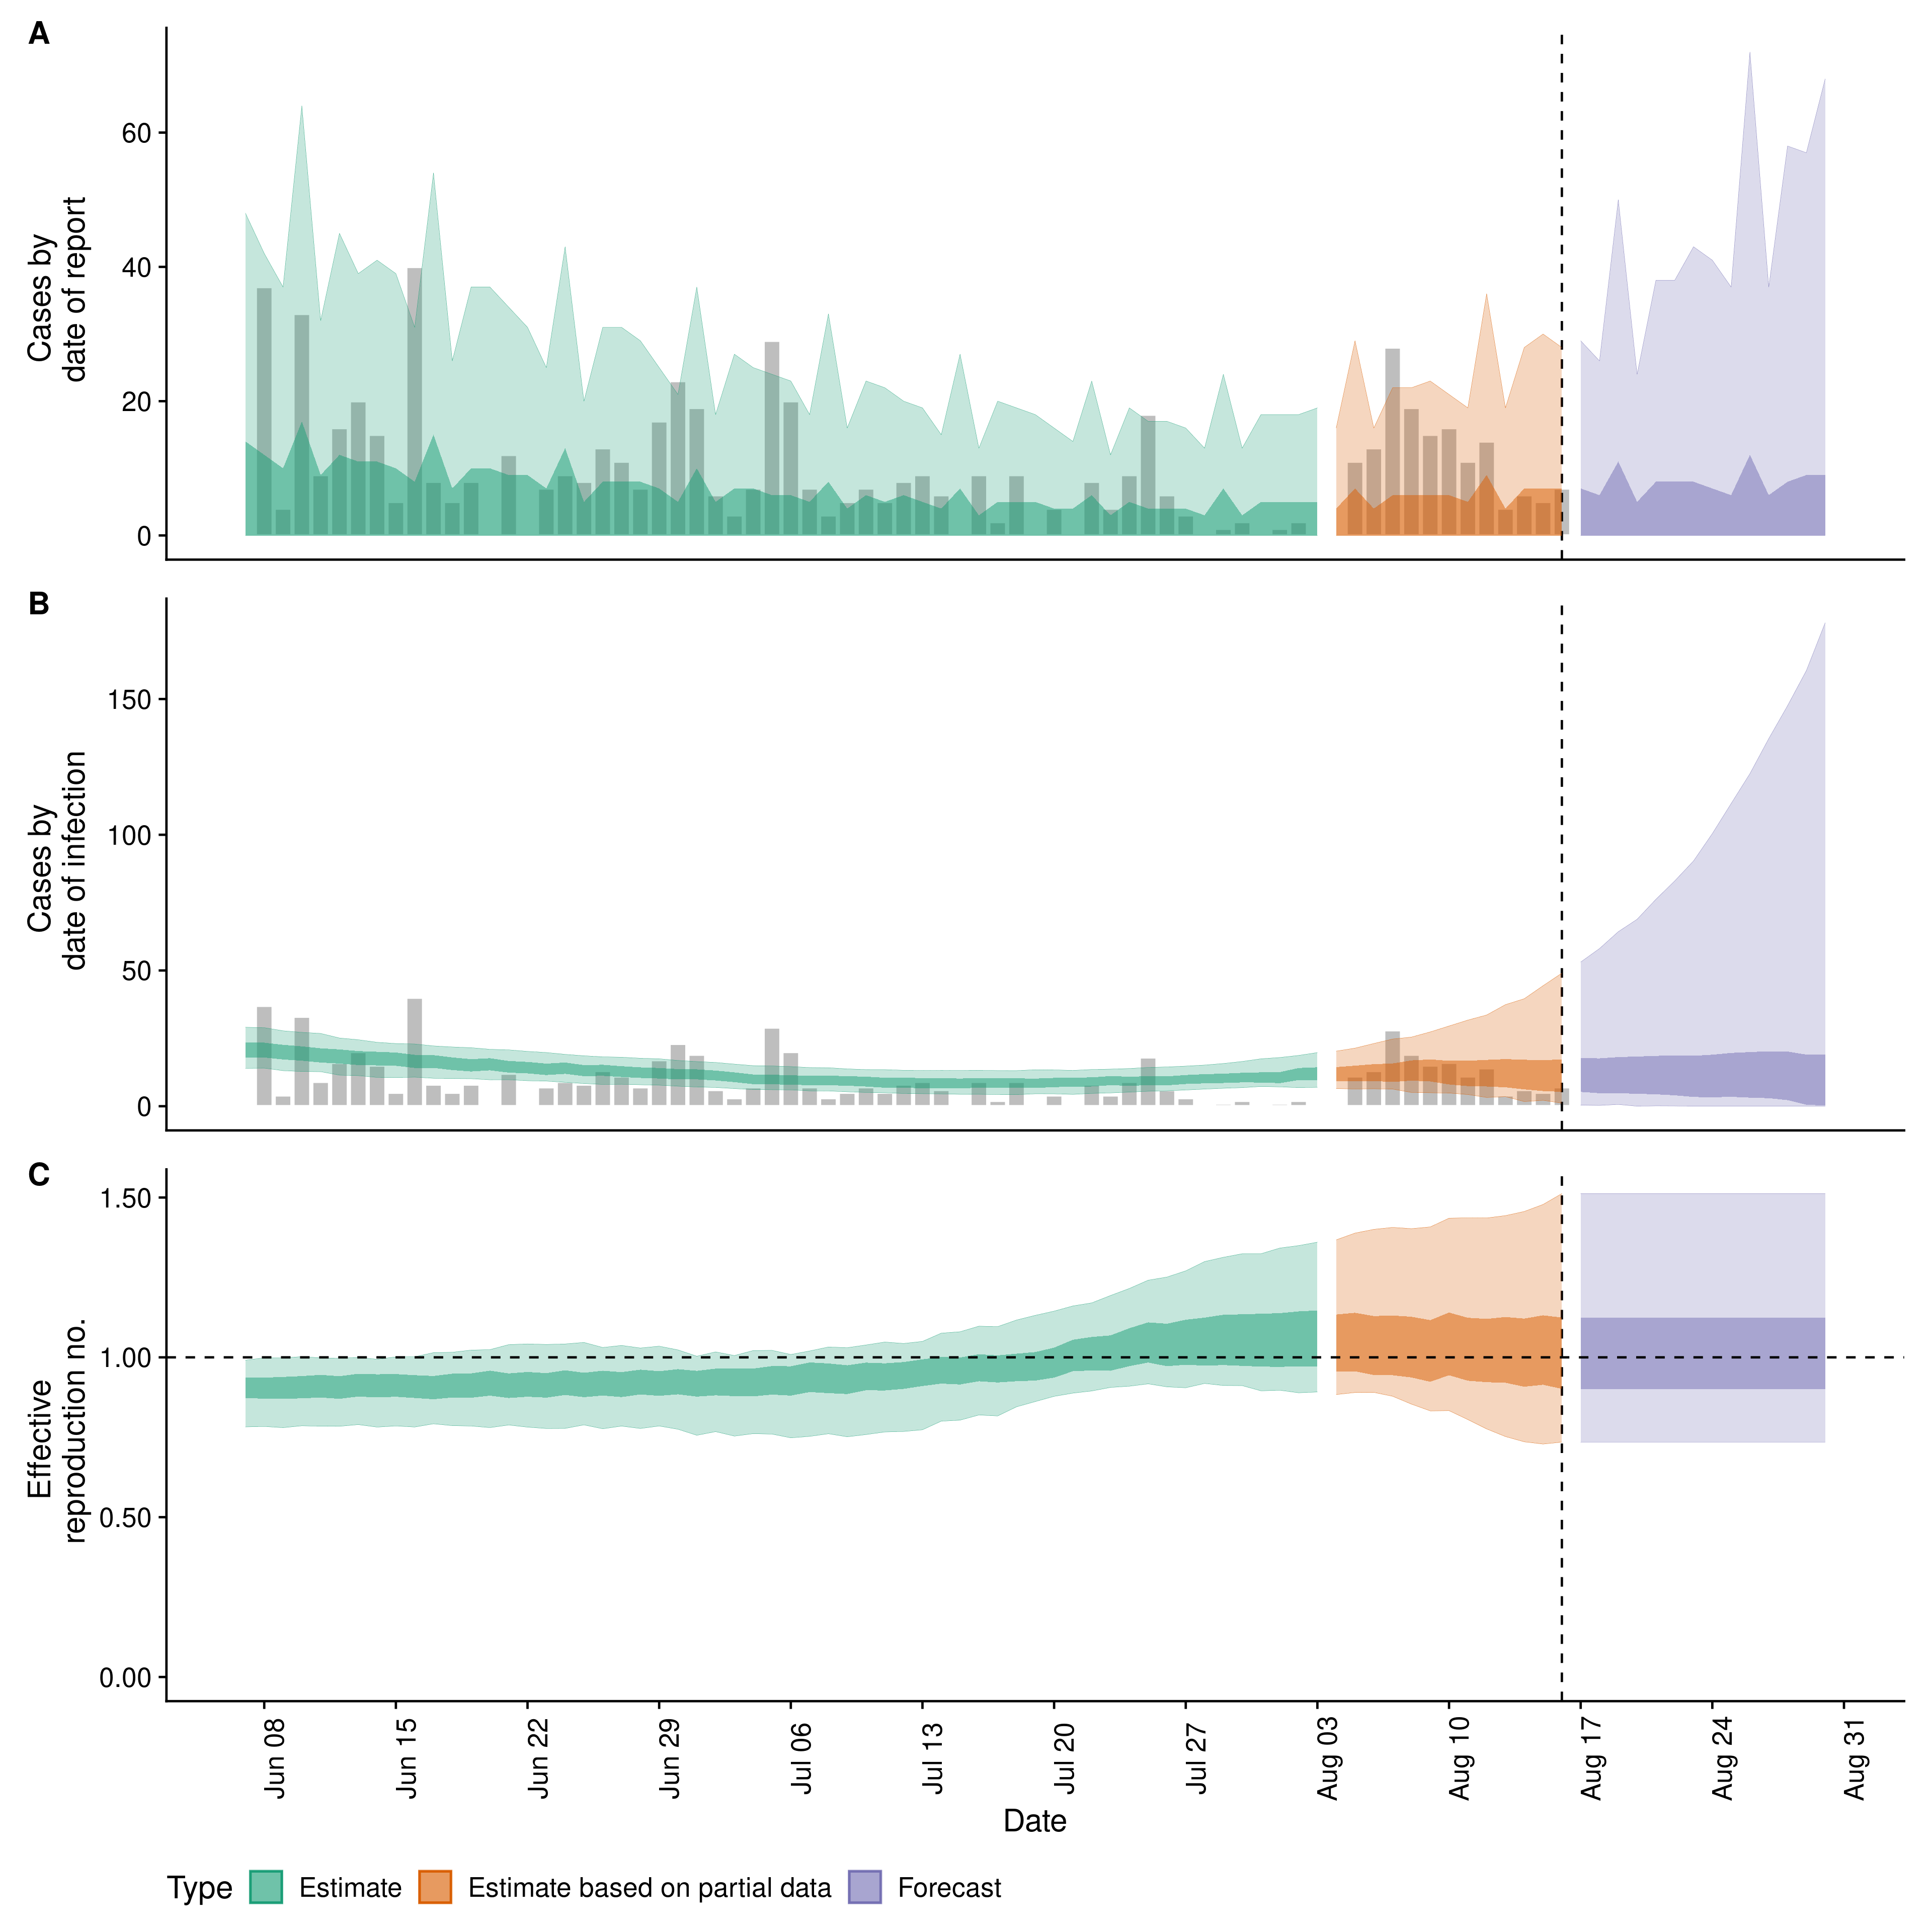 A
Cases by
date of report
60
40
20
0
B
Cases by
date of infection
150
100
50
0
C
Effective
reproduction no.
1.50
1.00
0.50
0.00
Jun 08
Jun 15
Jun 22
Jun 29
Jul 06
Jul 13
Jul 20
Jul 27
Aug 03
Aug 10
Aug 17
Aug 24
Aug 31
Date
Type Estimate Estimate based on partial data Forecast